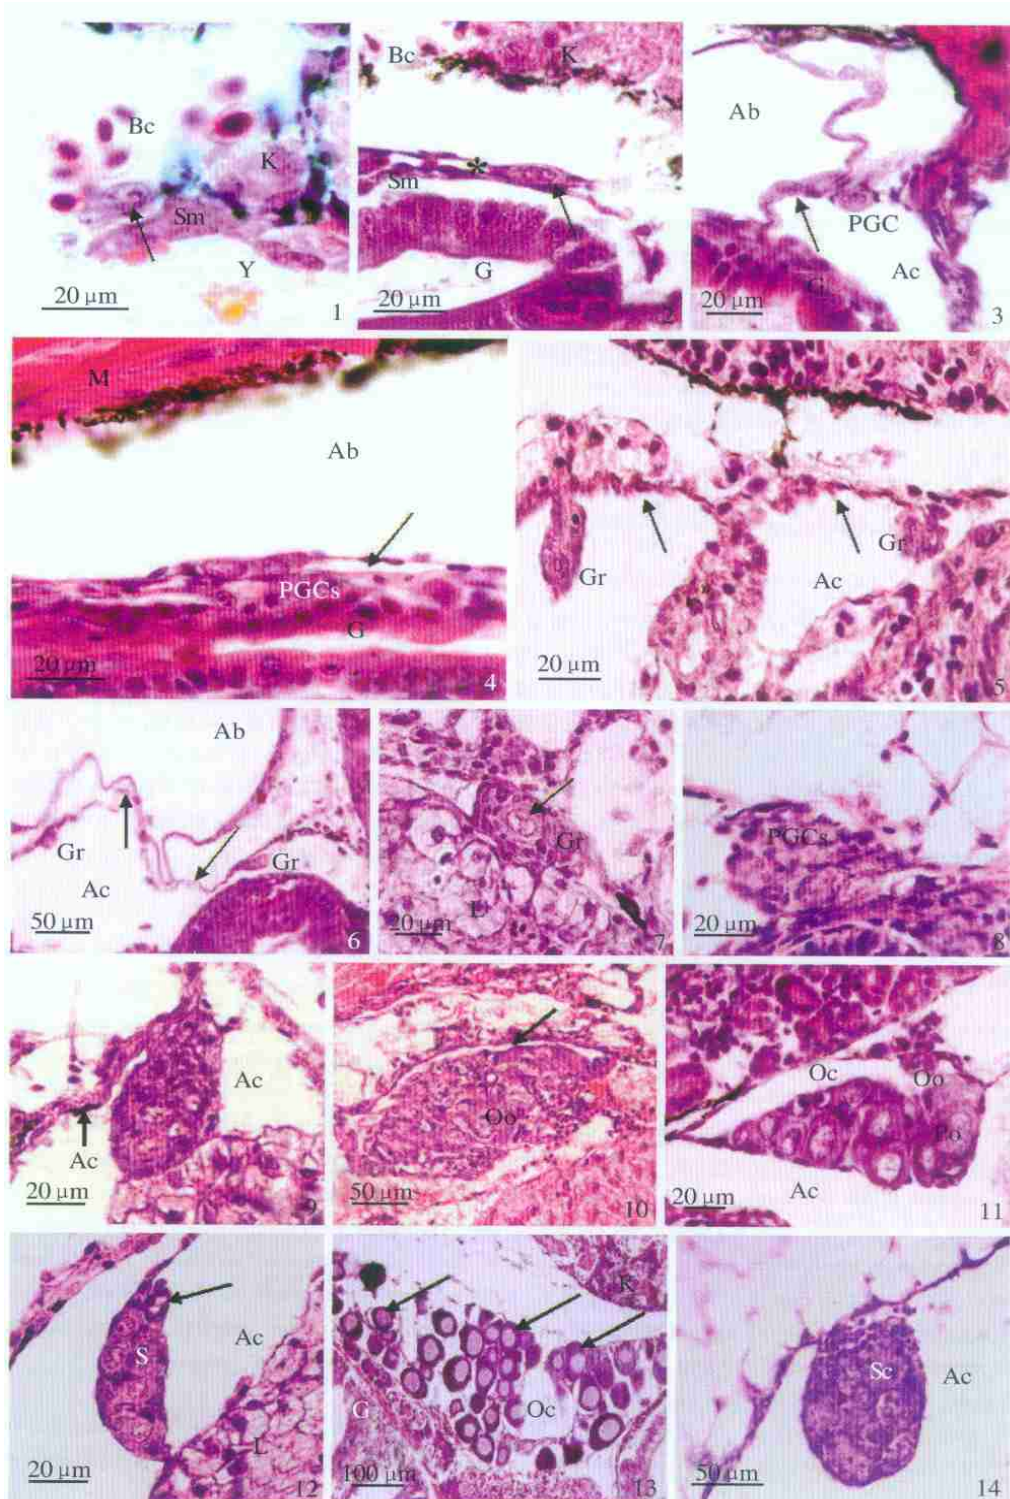 Bc
K
Sm
Y
20 μm
1
Bc
K
*
Sm
G
20 μm
2
Ab
PGC
Ac
G
20 μm
3
M
Ab
PGCs
G
20 μm
4
Gr
Gr
Ac
20 μm
5
Ab
Gr
Gr
Ac
50 μm
6
Gr
L
20 μm
7
PGCs
20 μm
8
Ac
Ac
20 μm
9
Oo
50 μm
10
Oc
Oo
Po
Ac
20 μm
11
S
Ac
L
20 μm
12
K
Oc
G
100 μm
13
Sc
Ac
50 μm
14